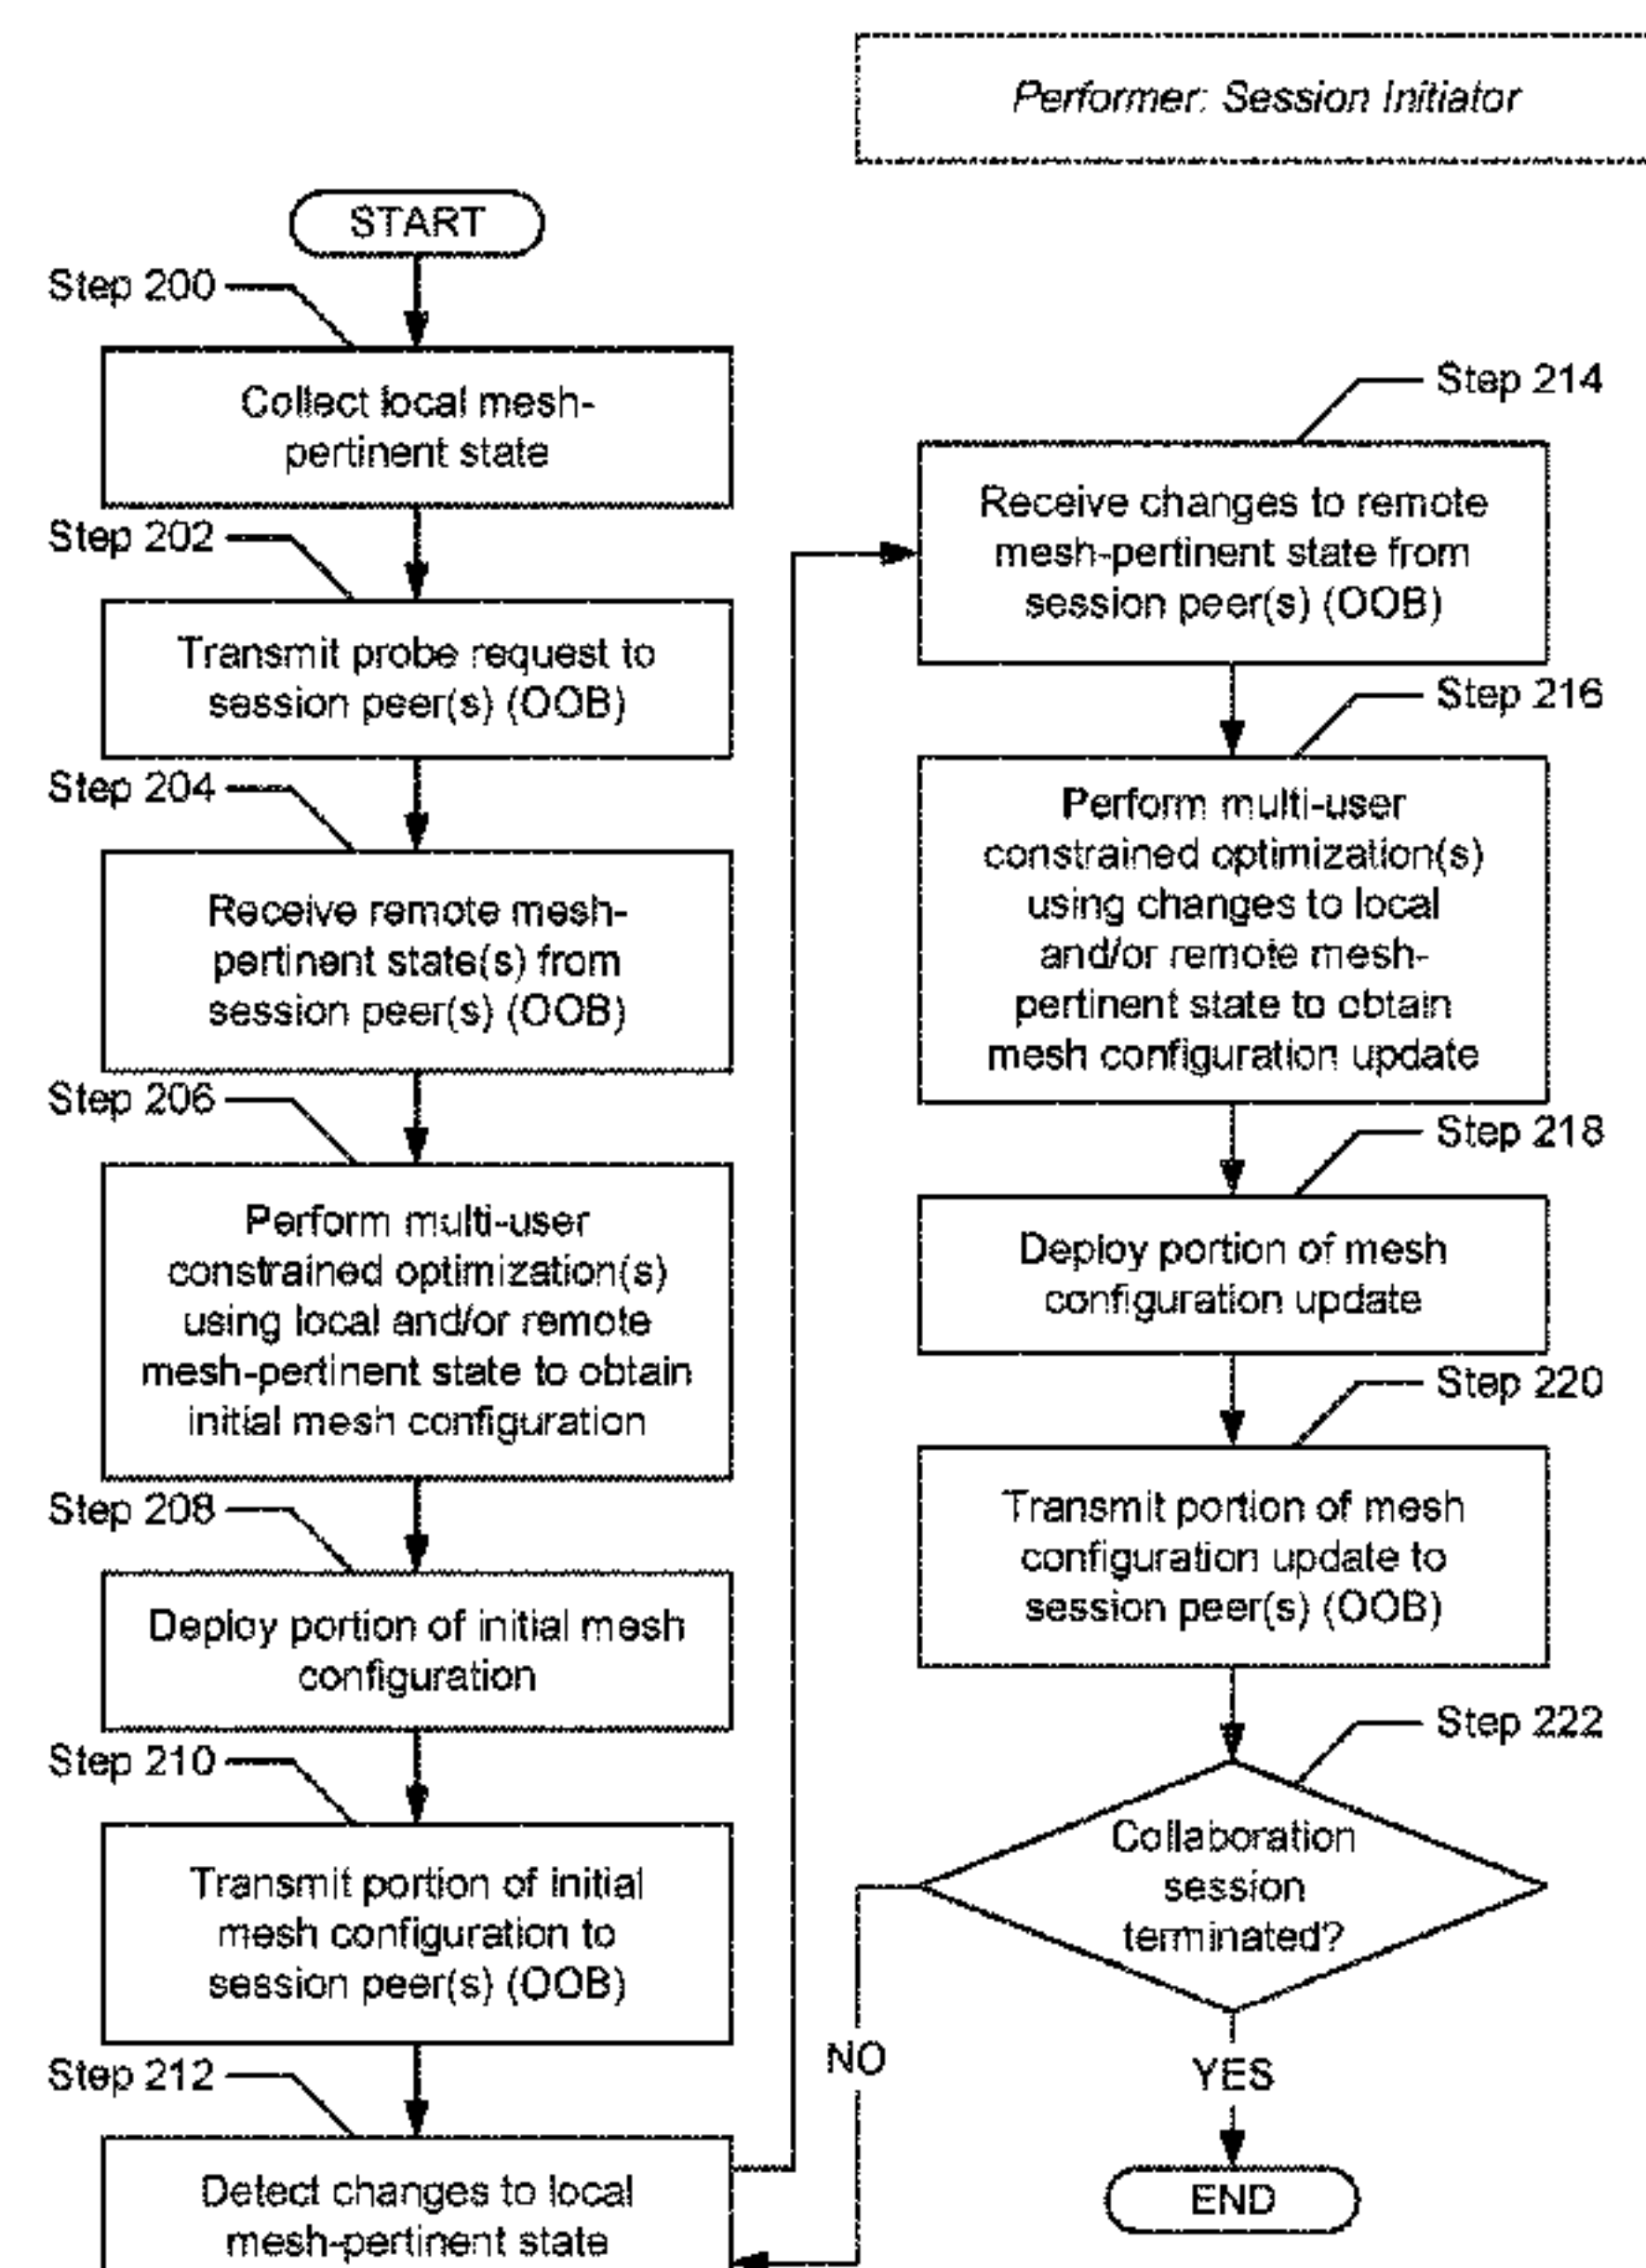 Performer: Session Initiator
START
Step 200
Collect local mesh-
pertinent state
Step 202
Transmit probe request to
session peer(s) (OOB)
Step 204
Receive remote mesh-
pertinent state(s) from
session peer(s) (OOB)
Step 206
Perform multi-user
constrained optimization(s)
using local and/or remote
mesh-pertinent state to obtain
initial mesh configuration
Step 208
Deploy portion of initial mesh
configuration
Step 210
Transmit portion of initial
mesh configuration to
session peer(s) (OOB)
Step 212
Detect changes to local
mesh-pertinent state
Step 214
Receive changes to remote
mesh-pertinent state from
session peer(s) (OOB)
Step 216
Perform multi-user
constrained optimization(s)
using changes to local
and/or remote mesh-
pertinent state to obtain
mesh configuration update
Step 218
Deploy portion of mesh
configuration update
Step 220
Transmit portion of mesh
configuration update to
session peer(s) (OOB)
Step 222
Collaboration
session
terminated?
NO
YES
END